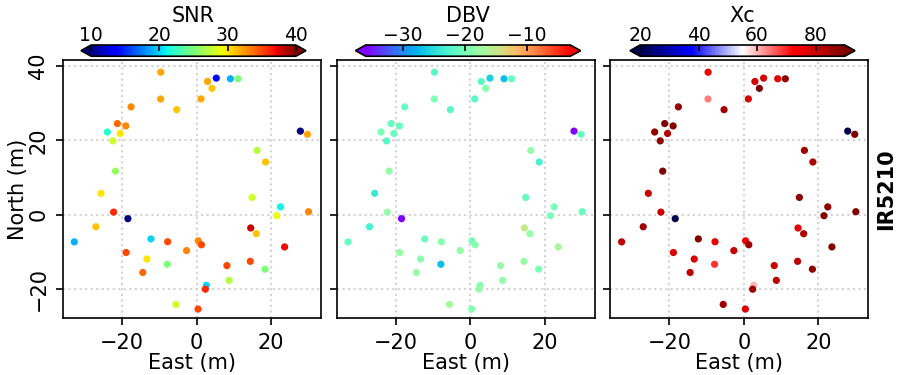 SNR DBV Xc
10 20 30 40 −30 −20 −10 20 40 60 80
40
20
0
−20
North (m)
IR5210
−20 0 20 −20 0 20 −20 0 20
East (m) East (m) East (m)